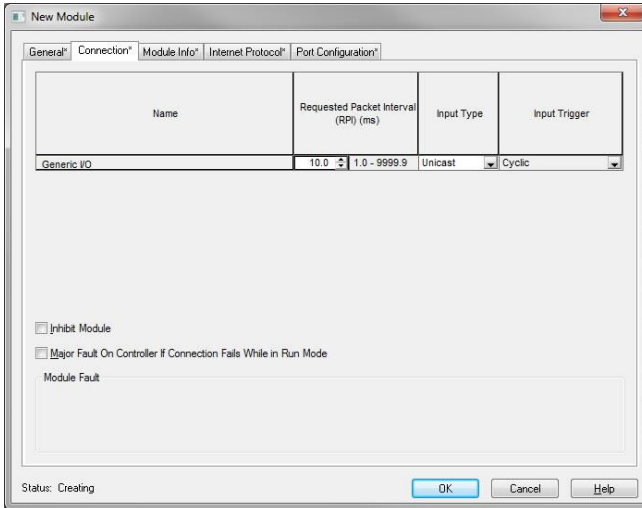 New Module
General* Connection* Module Info* Internet Protocol* Port Configuration*
Name
Requested Packet Interval
(RPI) (ms)
Input Type
Input Trigger
Generic I/O 10.0 1.0 - 9999.9 Unicast Cyclic
Inhibit Module
Major Fault On Controller If Connection Fails While in Run Mode
Module Fault
Status: Creating OK Cancel Help